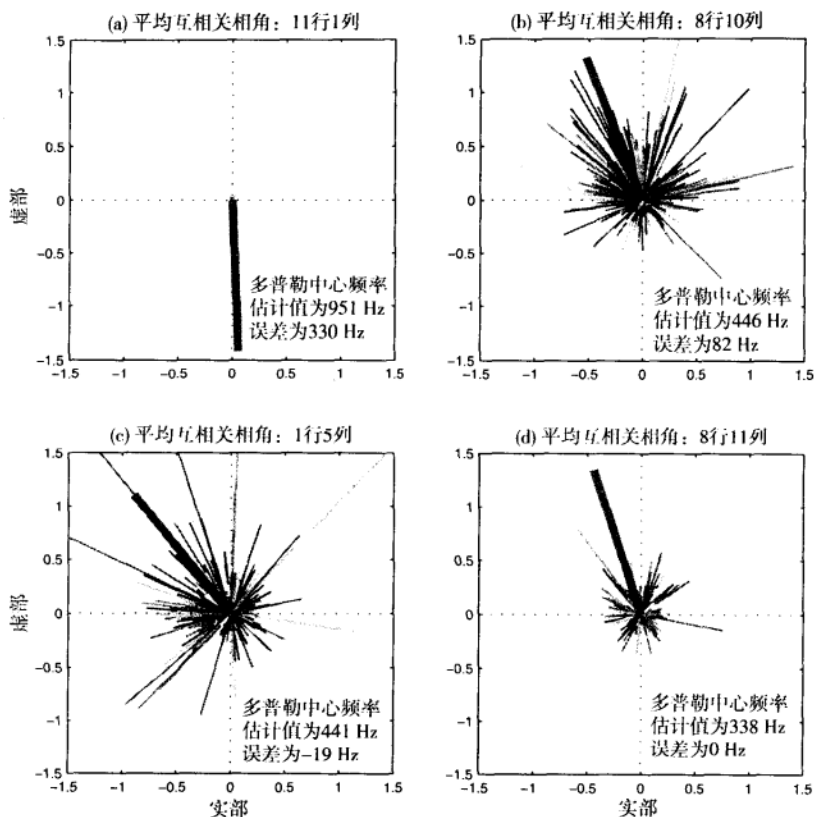 (a) 平均互相关相角：11行1列
1.5
1
0.5
0
-0.5
-1
-1.5
-1.5
-1
-0.5
0
0.5
1
1.5
虚部
多普勒中心频率
估计值为951 Hz
误差为330 Hz
(b) 平均互相关相角：8行10列
1.5
1
0.5
0
-0.5
-1
-1.5
-1.5
-1
-0.5
0
0.5
1
1.5
多普勒中心频率
估计值为446 Hz
误差为82 Hz
(c) 平均互相关相角：1行5列
1.5
1
0.5
0
-0.5
-1
-1.5
-1.5
-1
-0.5
0
0.5
1
1.5
虚部
实部
多普勒中心频率
估计值为441 Hz
误差为-19 Hz
(d) 平均互相关相角：8行11列
1.5
1
0.5
0
-0.5
-1
-1.5
-1.5
-1
-0.5
0
0.5
1
1.5
实部
多普勒中心频率
估计值为338 Hz
误差为0 Hz